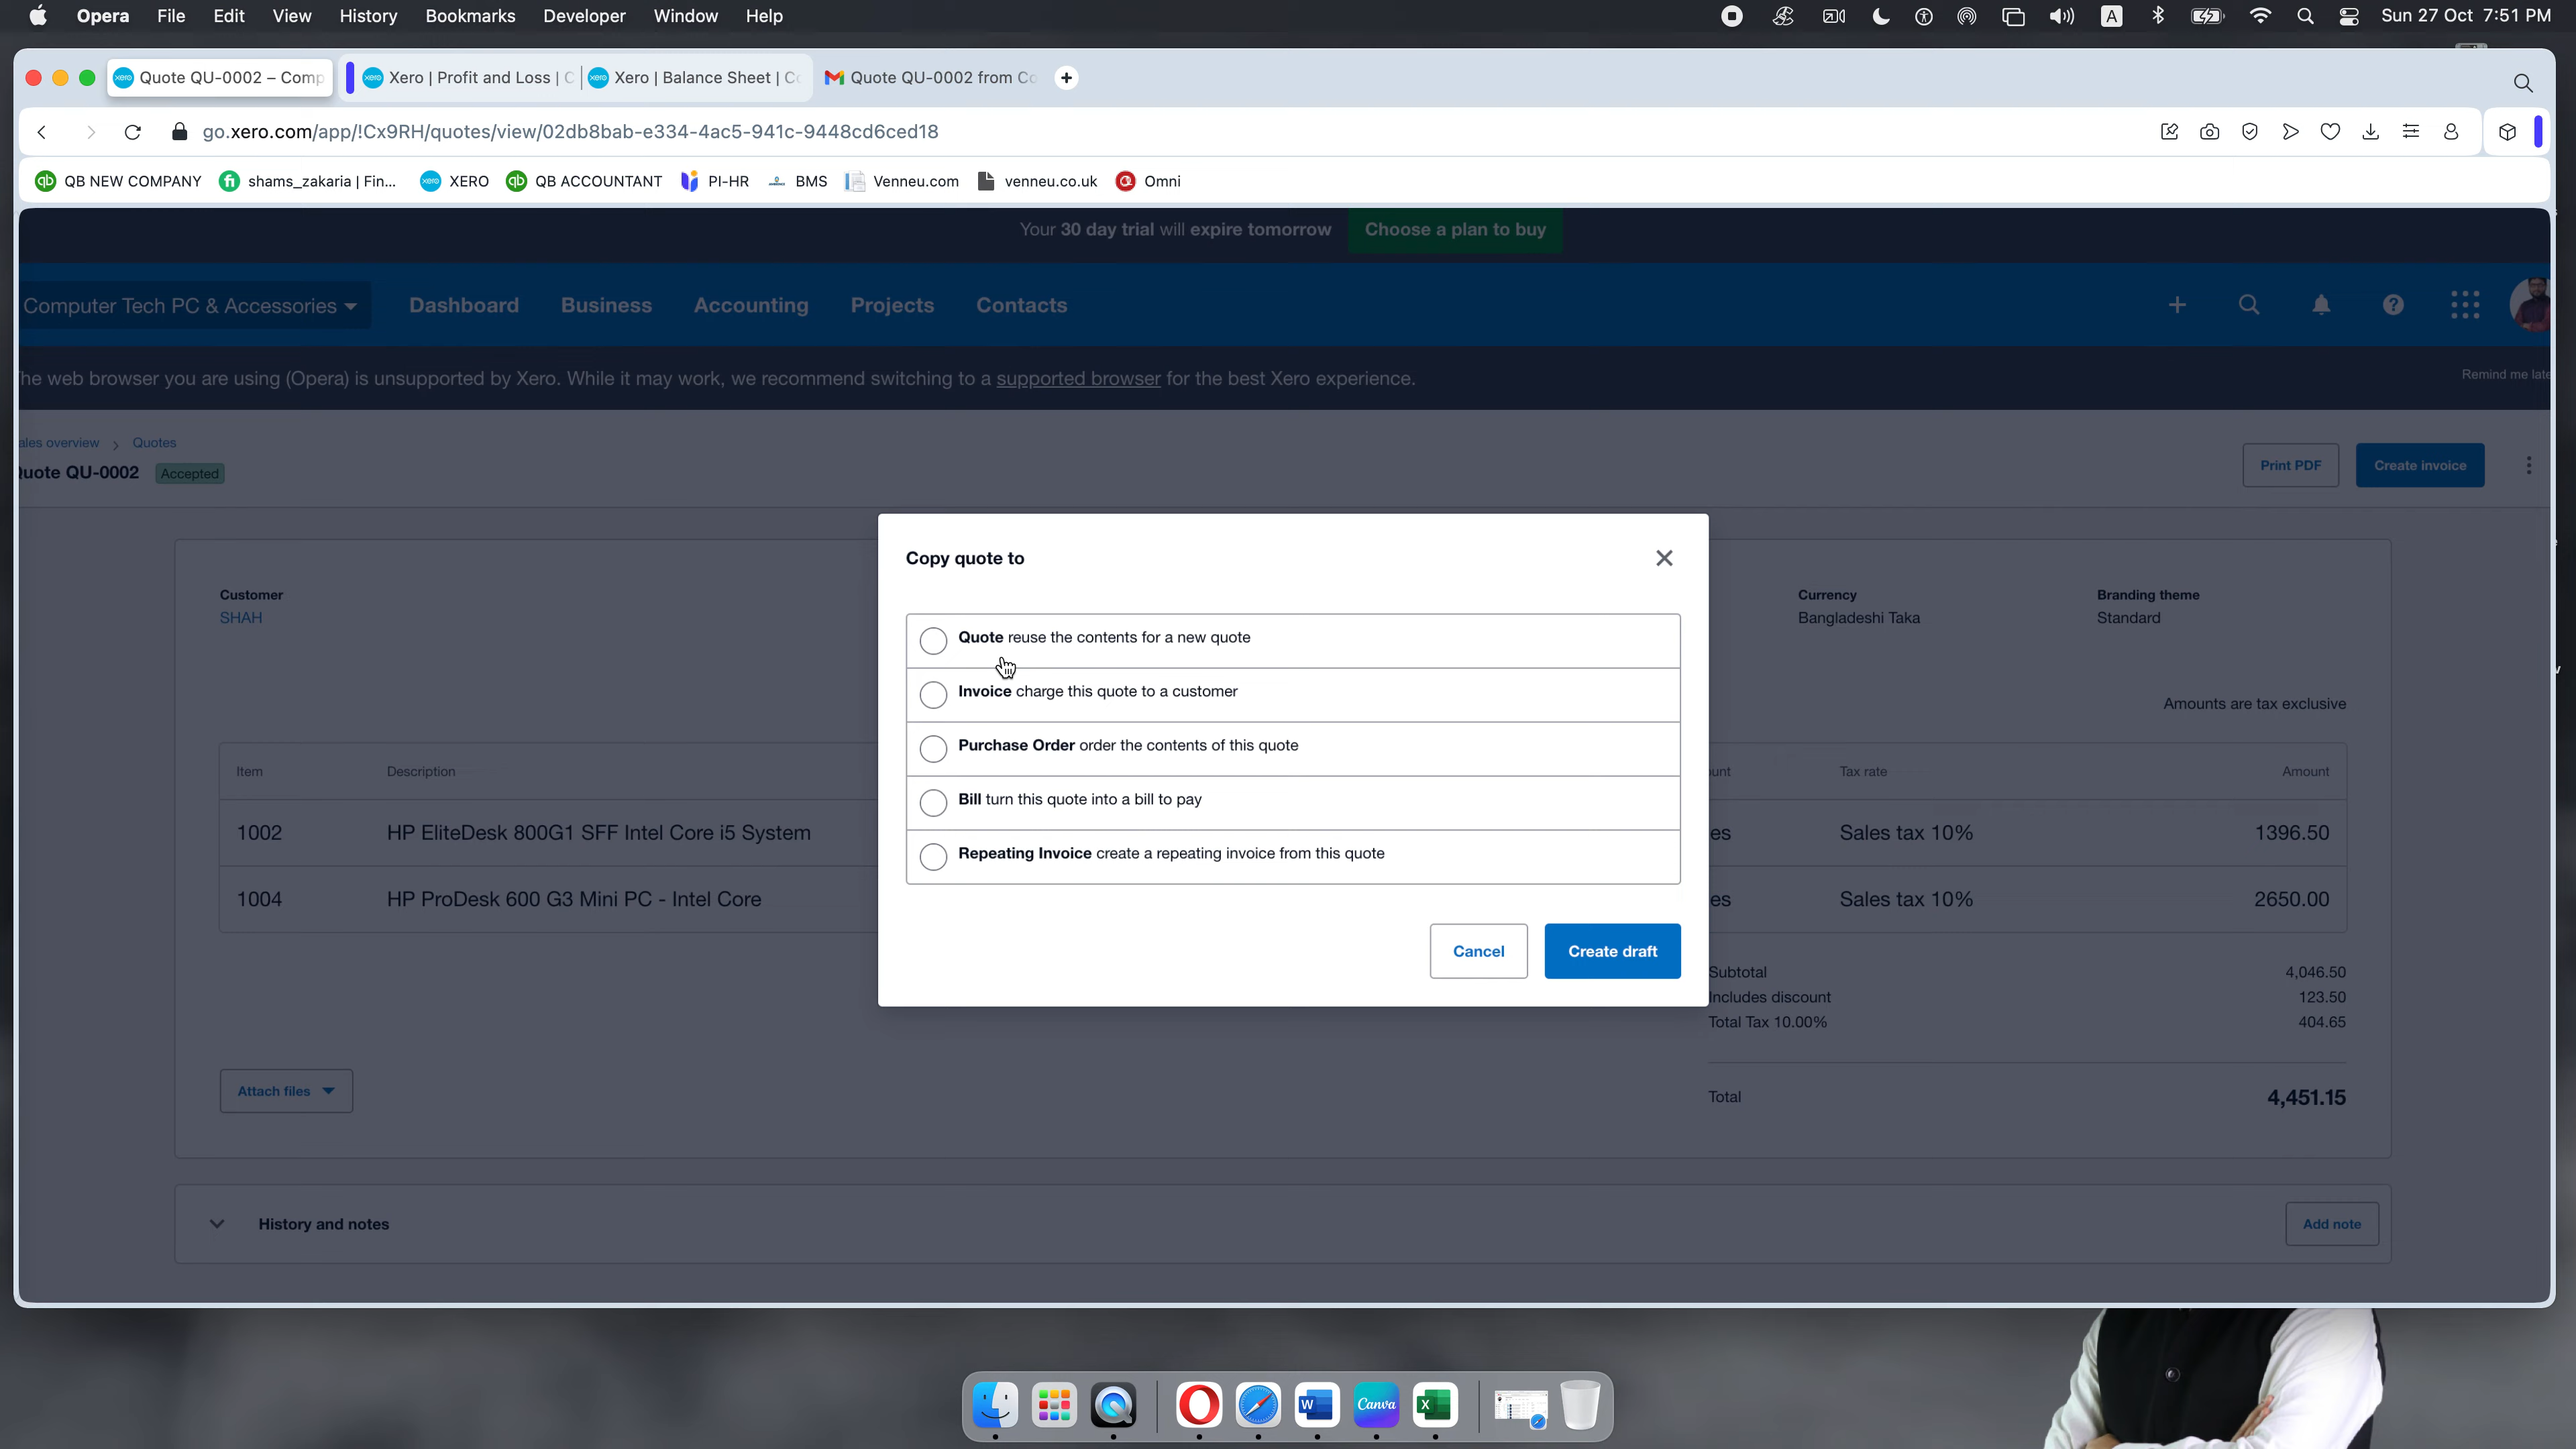 Opera File Edit View History Bookmarks Developer Window Help A Sun 27 Oct 7:51 PM
xero Quote QU-0002 – Comp xero Xero | Profit and Loss | C xero Xero | Balance Sheet | Co Quote QU-0002 from Co
go.xero.com/app/!Cx9RH/quotes/view/02db8bab-e334-4ac5-941c-9448cd6ced18
qb QB NEW COMPANY fi shams_zakaria | Fin... xero XERO qb QB ACCOUNTANT PI-HR BMS Venneu.com venneu.co.uk Omni
Your 30 day trial will expire tomorrow Choose a plan to buy
Computer Tech PC & Accessories Dashboard Business Accounting Projects Contacts
he web browser you are using (Opera) is unsupported by Xero. While it may work, we recommend switching to a supported browser for the best Xero experience. Remind me late
ales overview Quotes
uote QU-0002 Accepted Print PDF Create invoice
Copy quote to
Customer
SHAH
Currency
Bangladeshi Taka
Branding theme
Standard
Quote reuse the contents for a new quote
Invoice charge this quote to a customer
Amounts are tax exclusive
Purchase Order order the contents of this quote
Bill turn this quote into a bill to pay
Repeating Invoice create a repeating invoice from this quote
Cancel Create draft
Item Description unt Tax rate Amount
1002 HP EliteDesk 800G1 SFF Intel Core i5 System es Sales tax 10% 1396.50
1004 HP ProDesk 600 G3 Mini PC - Intel Core es Sales tax 10% 2650.00
Subtotal 4,046.50
Includes discount 123.50
Total Tax 10.00% 404.65
Attach files
Total 4,451.15
History and notes Add note
W Canva X